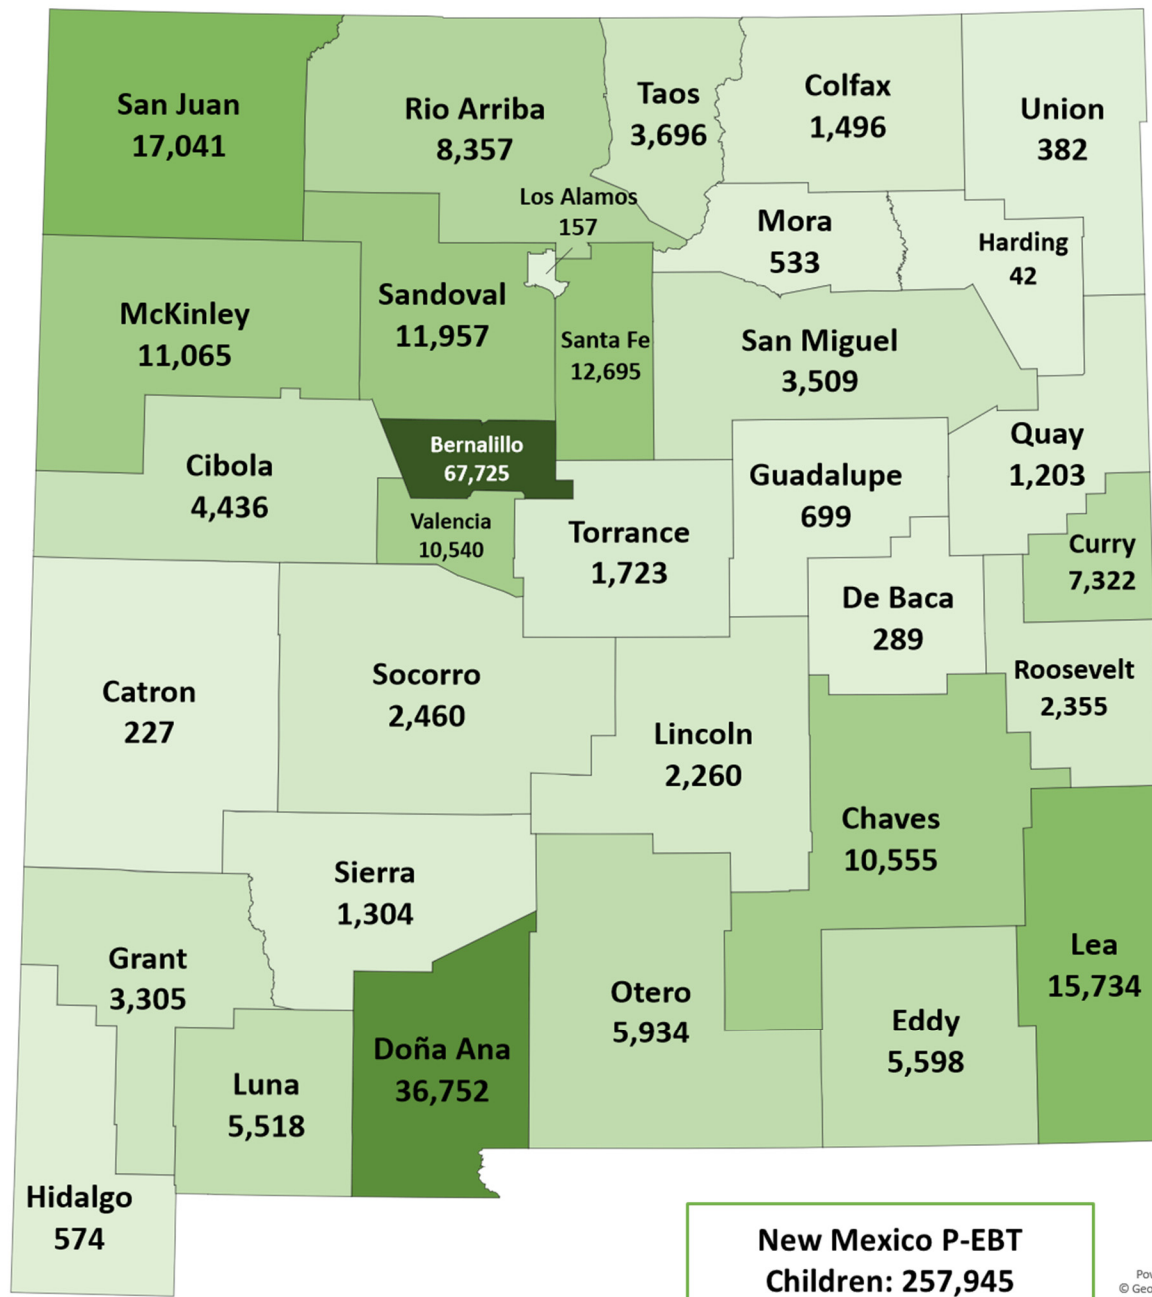 San Juan
17,041
Rio Arriba
8,357
Taos
3,696
Colfax
1,496
Union
382
Los Alamos
157
Mora
533
Harding
42
McKinley
11,065
Sandoval
11,957
Santa Fe
12,695
San Miguel
3,509
Quay
1,203
Cibola
4,436
Bernalillo
67,725
Guadalupe
699
Valencia
10,540
Torrance
1,723
Curry
7,322
De Baca
289
Catron
227
Socorro
2,460
Roosevelt
2,355
Lincoln
2,260
Chaves
10,555
Sierra
1,304
Grant
3,305
Lea
15,734
Otero
5,934
Eddy
5,598
Doña Ana
36,752
Luna
5,518
Hidalgo
574
New Mexico P-EBT
Children: 257,945
Pov
© Geo